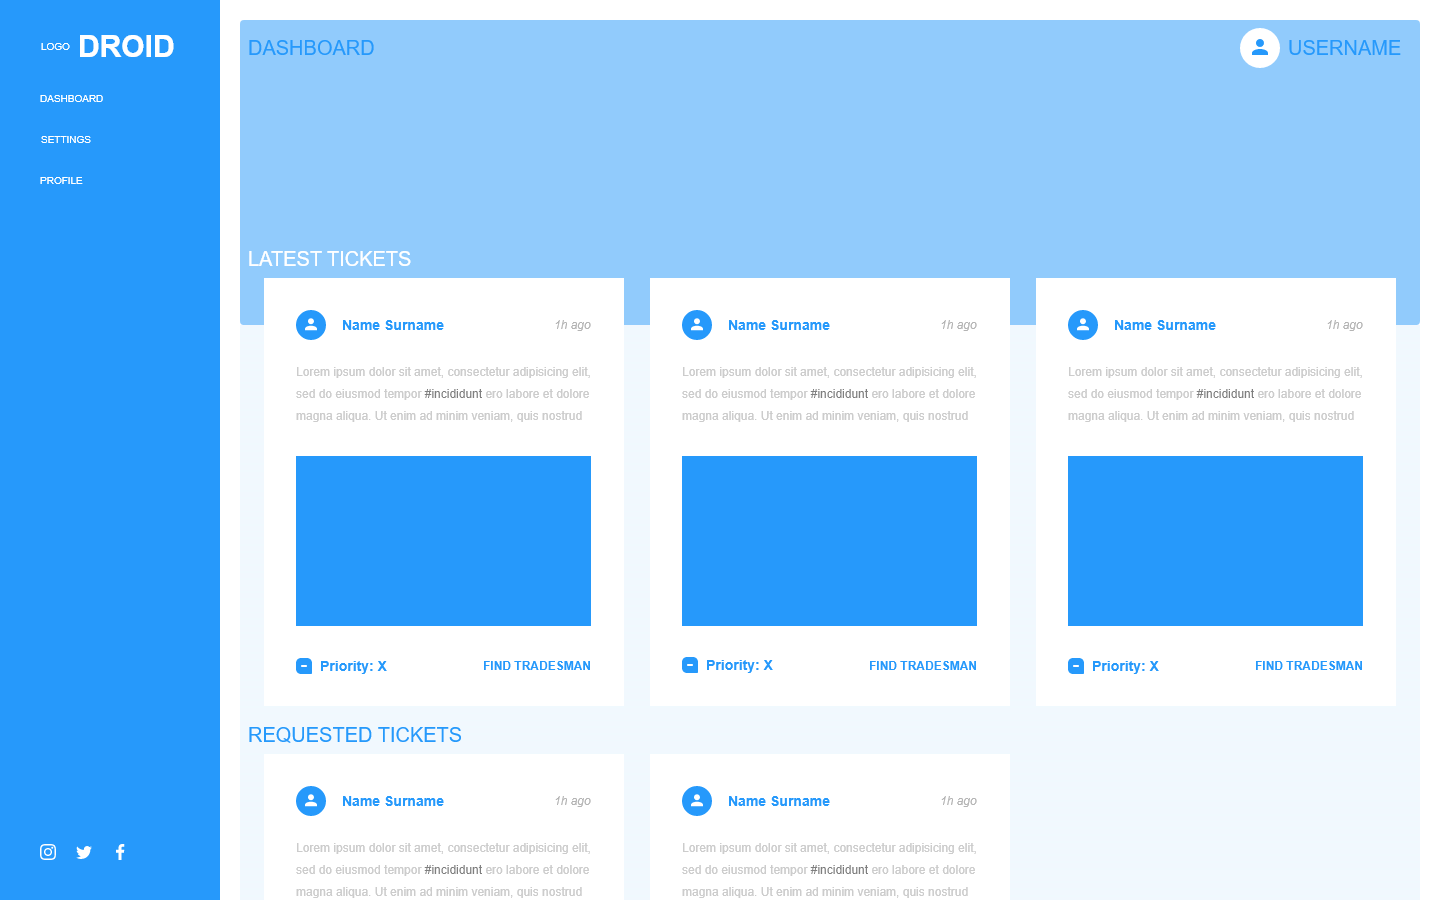 LOGO DROID
DASHBOARD
SETTINGS
PROFILE
DASHBOARD
USERNAME
LATEST TICKETS
Name Surname 1h ago
Lorem ipsum dolor sit amet, consectetur adipisicing elit,
sed do eiusmod tempor #incididunt ero labore et dolore
magna aliqua. Ut enim ad minim veniam, quis nostrud
Priority: X FIND TRADESMAN
Name Surname 1h ago
Lorem ipsum dolor sit amet, consectetur adipisicing elit,
sed do eiusmod tempor #incididunt ero labore et dolore
magna aliqua. Ut enim ad minim veniam, quis nostrud
Priority: X FIND TRADESMAN
Name Surname 1h ago
Lorem ipsum dolor sit amet, consectetur adipisicing elit,
sed do eiusmod tempor #incididunt ero labore et dolore
magna aliqua. Ut enim ad minim veniam, quis nostrud
Priority: X FIND TRADESMAN
REQUESTED TICKETS
Name Surname 1h ago
Lorem ipsum dolor sit amet, consectetur adipisicing elit,
sed do eiusmod tempor #incididunt ero labore et dolore
magna aliqua. Ut enim ad minim veniam, quis nostrud
Name Surname 1h ago
Lorem ipsum dolor sit amet, consectetur adipisicing elit,
sed do eiusmod tempor #incididunt ero labore et dolore
magna aliqua. Ut enim ad minim veniam, quis nostrud